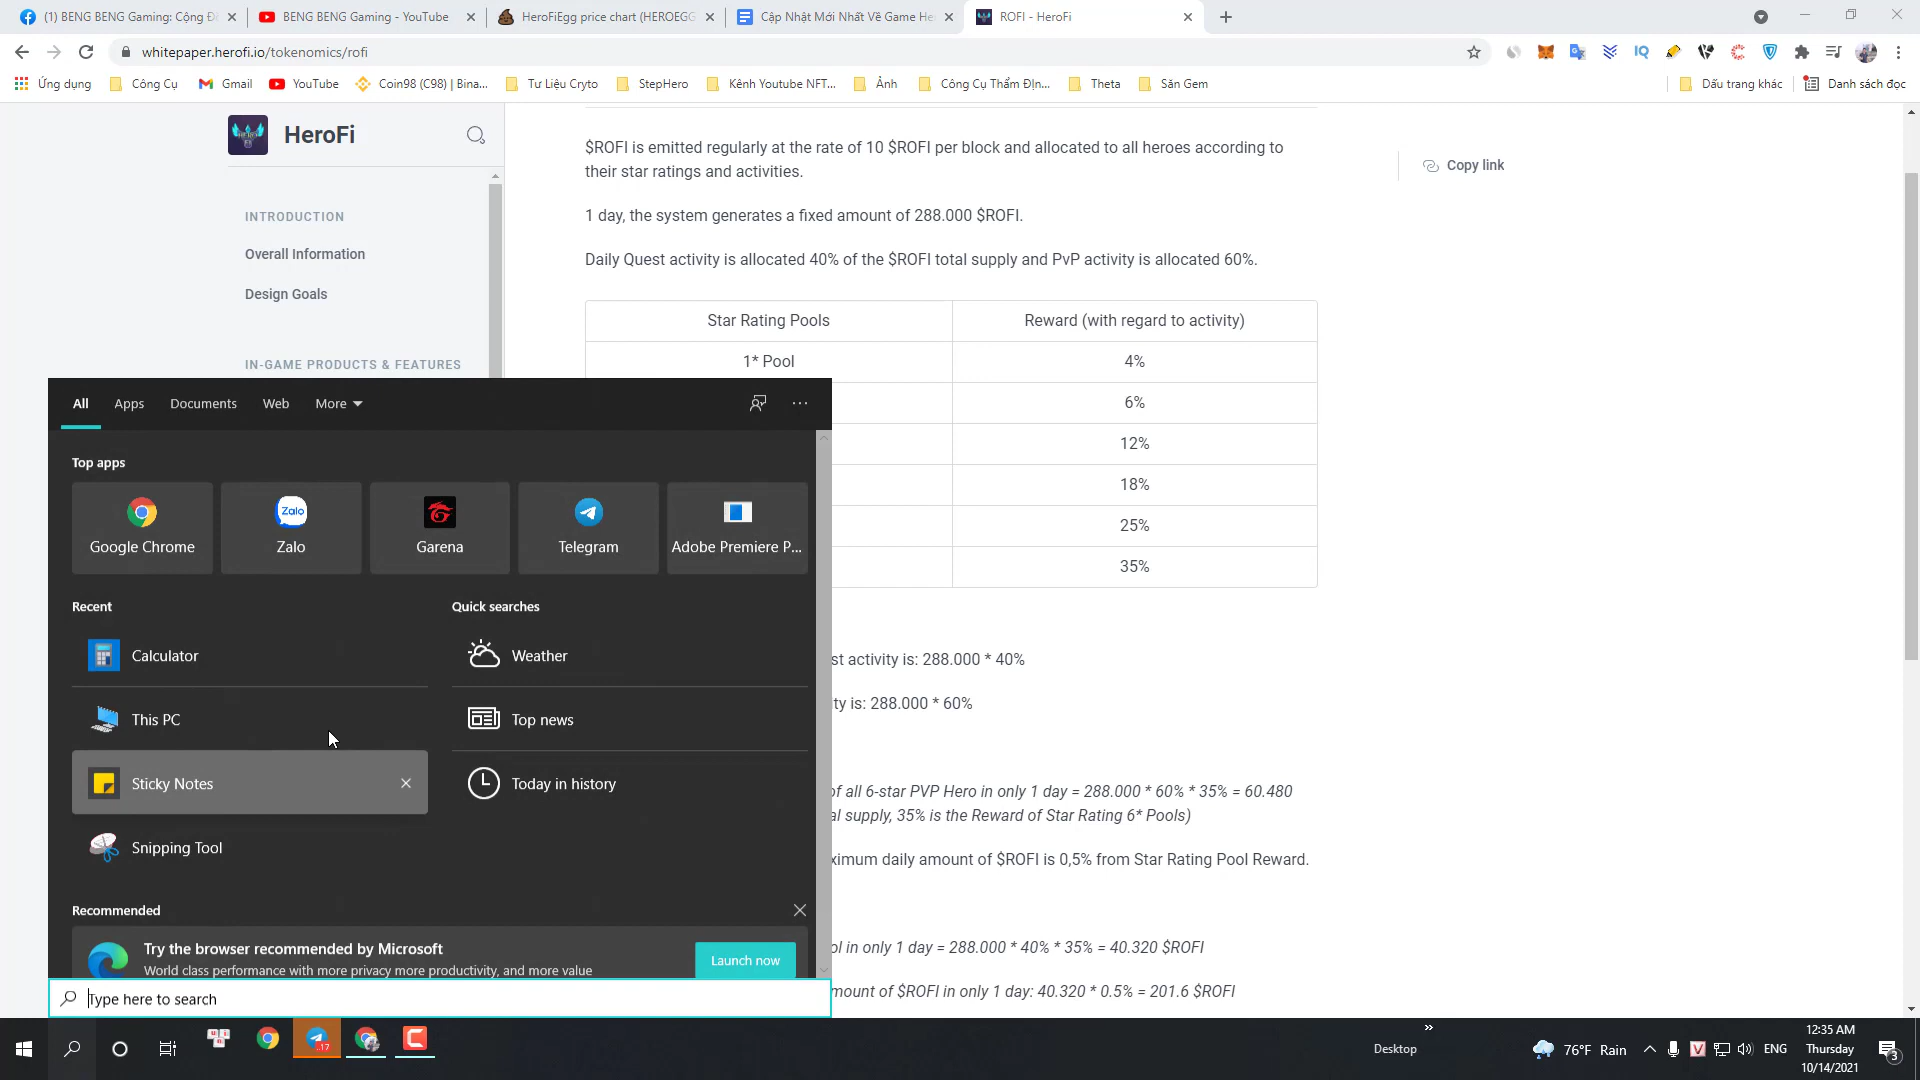 (1) BENG BENG Gaming: Cộng Đ
BENG BENG Gaming - YouTube
HeroFiEgg price chart (HEROEGG
Cập Nhật Mới Nhất Về Game He
ROFI - HeroFi
whitepaper.herofi.io/tokenomics/rofi
Ứng dụng
Công Cụ
Gmail
YouTube
Coin98 (C98) | Bina...
Tư Liệu Cryto
StepHero
Kênh Youtube NFT...
Ảnh
Công Cụ Thẩm Địn...
Theta
Săn Gem
Dấu trang khác
Danh sách đọc
HeroFi
INTRODUCTION
Overall Information
Design Goals
IN-GAME PRODUCTS & FEATURES
$ROFI is emitted regularly at the rate of 10 $ROFI per block and allocated to all heroes according to
their star ratings and activities.
1 day, the system generates a fixed amount of 288.000 $ROFI.
Daily Quest activity is allocated 40% of the $ROFI total supply and PvP activity is allocated 60%.
Star Rating Pools
Reward (with regard to activity)
1* Pool
4%
6%
12%
18%
25%
35%
st activity is: 288.000 * 40%
ty is: 288.000 * 60%
of all 6-star PVP Hero in only 1 day = 288.000 * 60% * 35% = 60.480
al supply, 35% is the Reward of Star Rating 6* Pools)
ximum daily amount of $ROFI is 0,5% from Star Rating Pool Reward.
ol in only 1 day = 288.000 * 40% * 35% = 40.320 $ROFI
mount of $ROFI in only 1 day: 40.320 * 0.5% = 201.6 $ROFI
Copy link
All
Apps
Documents
Web
More
Top apps
Google Chrome
Zalo
Zalo
Garena
Telegram
Adobe Premiere P...
Recent
Calculator
This PC
Sticky Notes
Snipping Tool
Quick searches
Weather
Top news
Today in history
Recommended
Try the browser recommended by Microsoft
World class performance with more privacy more productivity, and more value
Launch now
Type here to search
17
Desktop
76°F Rain
ENG
12:35 AM
Thursday
10/14/2021
3